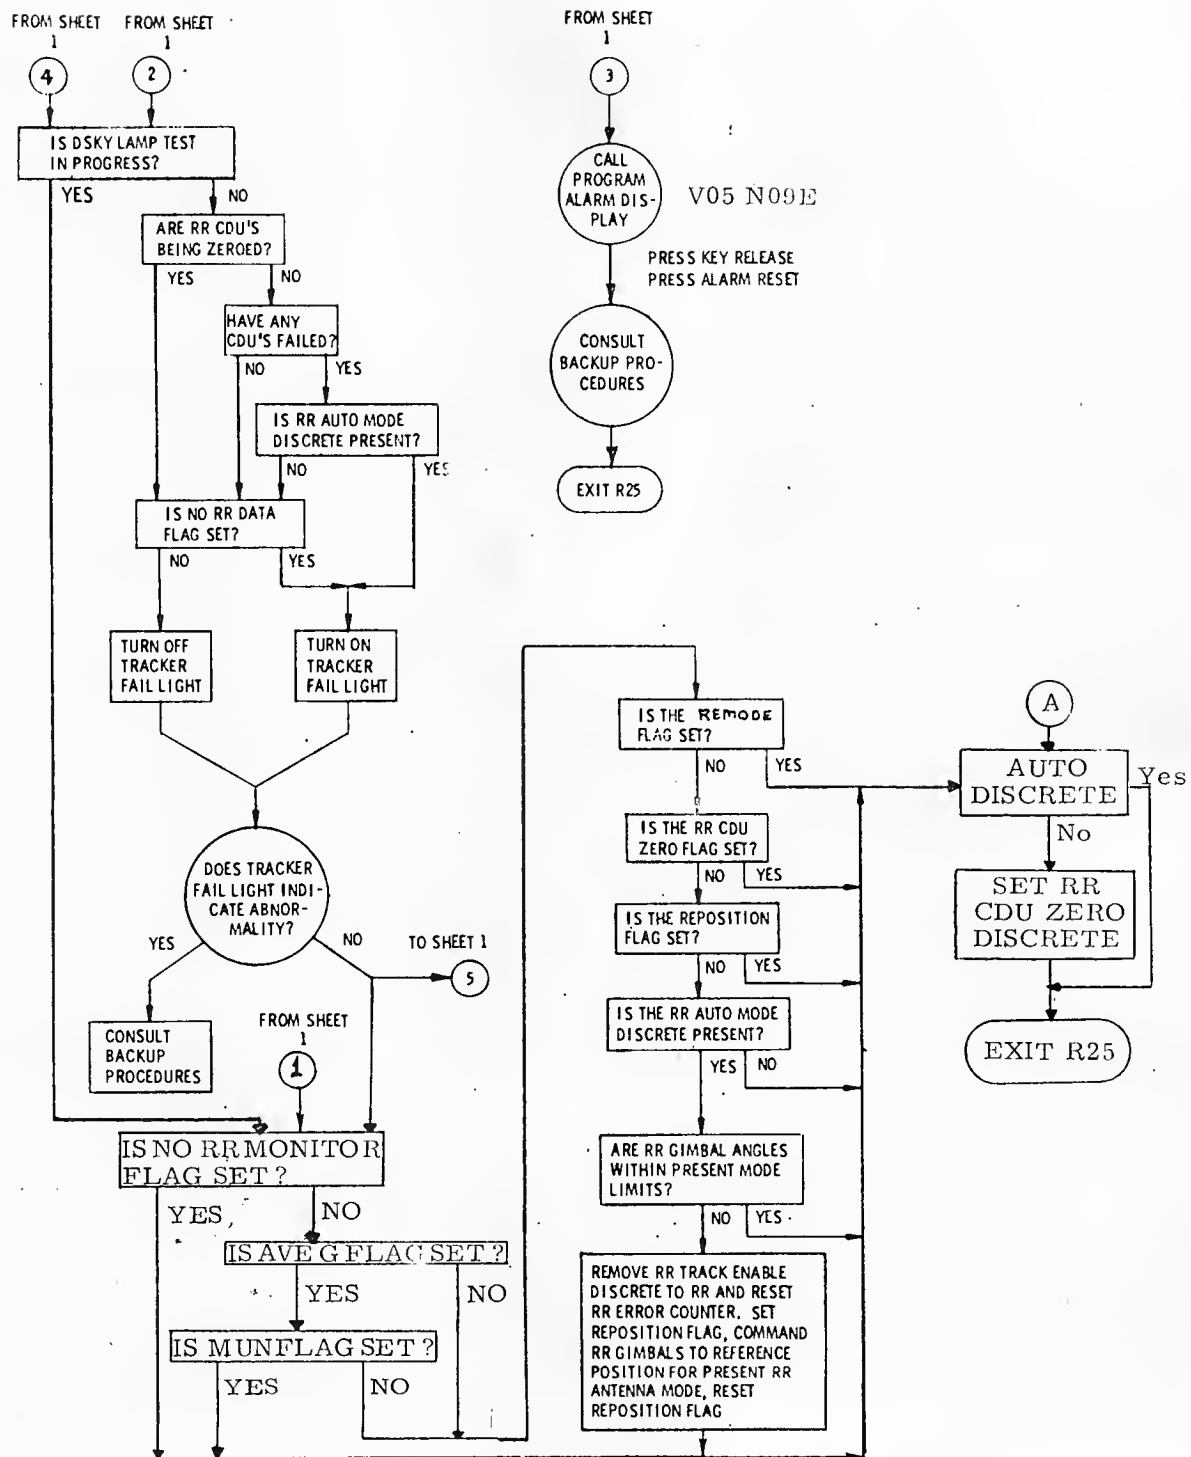 FROM SHEET
1
FROM SHEET
1
FROM SHEET
1
4
2
3
IS DSKY LAMP TEST
IN PROGRESS?
YES
NO
ARE RR CDU'S
BEING ZEROED?
YES
NO
HAVE ANY
CDU'S FAILED?
NO
YES
IS RR AUTO MODE
DISCRETE PRESENT?
NO
YES
IS NO RR DATA
FLAG SET?
NO
YES
TURN OFF
TRACKER
FAIL LIGHT
TURN ON
TRACKER
FAIL LIGHT
DOES TRACKER
FAIL LIGHT INDI-
CATE ABNOR-
MALITY?
YES
NO
TO SHEET 1
5
CONSULT
BACKUP
PROCEDURES
FROM SHEET
1
1
IS NO RR MONITOR
FLAG SET?
YES
NO
IS AVE G FLAG SET?
YES
NO
IS MUNFLAG SET?
YES
NO
CALL
PROGRAM
ALARM DIS-
PLAY
V05 N09E
PRESS KEY RELEASE
PRESS ALARM RESET
CONSULT
BACKUP PRO-
CEDURES
EXIT R25
IS THE REMODE
FLAG SET?
NO
YES
IS THE RR CDU
ZERO FLAG SET?
NO
YES
IS THE REPOSITION
FLAG SET?
NO
YES
IS THE RR AUTO MODE
DISCRETE PRESENT?
YES
NO
ARE RR GIMBAL ANGLES
WITHIN PRESENT MODE
LIMITS?
NO
YES
REMOVE RR TRACK ENABLE
DISCRETE TO RR AND RESET
RR ERROR COUNTER. SET
REPOSITION FLAG, COMMAND
RR GIMBALS TO REFERENCE
POSITION FOR PRESENT RR
ANTENNA MODE, RESET
REPOSITION FLAG
A
AUTO
DISCRETE
Yes
No
SET RR
CDU ZERO
DISCRETE
EXIT R25